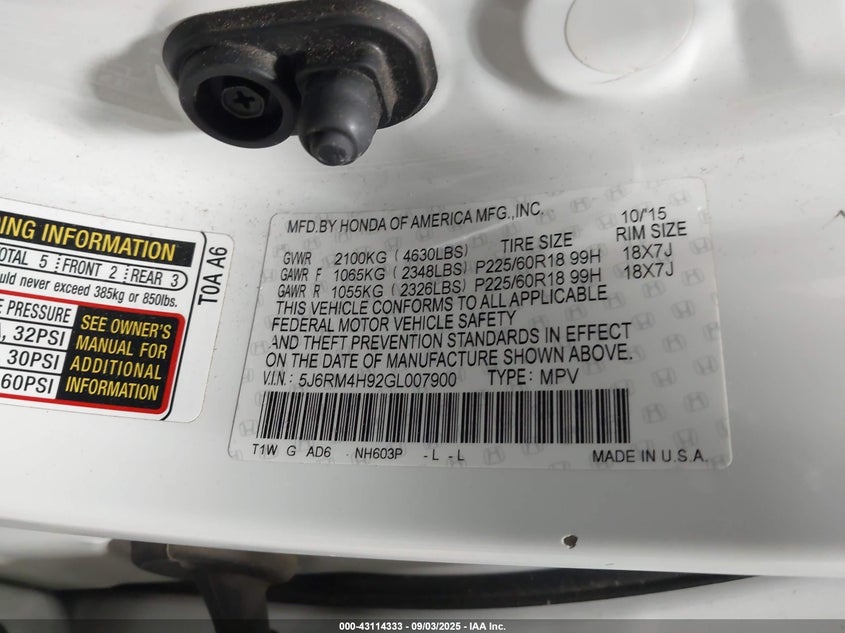 DING INFORMATION
TOTAL 5 FRONT 2 REAR 3
should never exceed 385kg or 850lbs.
PRESSURE
32PSI
30PSI
60PSI
SEE OWNER'S
MANUAL FOR
ADDITIONAL
INFORMATION
T0A A6
MFD.BY HONDA OF AMERICA MFG.,INC. 10/'15
TIRE SIZE RIM SIZE
GVWR 2100KG (4630LBS)
GAWR F 1065KG (2348LBS) P225/60R18 99H 18X7J
GAWR R 1055KG (2326LBS) P225/60R18 99H 18X7J
THIS VEHICLE CONFORMS TO ALL APPLICABLE
FEDERAL MOTOR VEHICLE SAFETY
AND THEFT PREVENTION STANDARDS IN EFFECT
ON THE DATE OF MANUFACTURE SHOWN ABOVE.
V.I.N.: 5J6RM4H92GL007900 TYPE: MPV
T1W G AD6 NH603P -L -L MADE IN U.S.A.
000-43114333 - 09/03/2025 - IAA Inc.